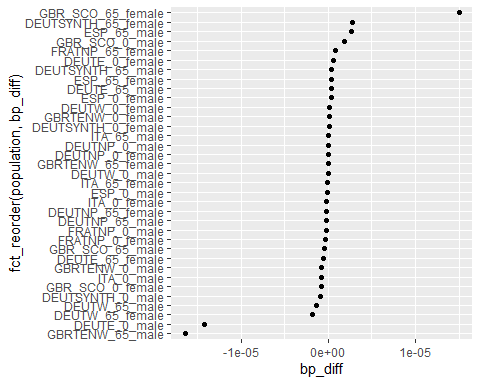 GBR_SCO_65_female
DEUTSYNTH_65_female
ESP_65_male
GBR_SCO_0_female
FRATNP_65_female
DEUTE_0_female
DEUTSYNTH_65_male
ESP_65_female
DEUTE_65_male
ESP_0_female
DEUTW_0_male
GBRTENW_0_female
DEUTSYNTH_0_female
ITA_65_male
DEUTNP_0_male
DEUTNP_0_female
GBRTENW_65_female
DEUTW_0_female
ITA_65_female
ESP_0_male
ITA_0_female
DEUTNP_65_female
DEUTNP_65_male
FRATNP_0_male
FRATNP_0_female
GBR_SCO_65_male
DEUTE_65_female
GBRTENW_0_male
ITA_0_male
GBR_SCO_0_male
DEUTSYNTH_0_male
DEUTW_65_male
DEUTW_65_female
DEUTE_0_male
GBRTENW_65_male
fct_reorder(population, bp_diff)
-1e-05 0e+00 1e-05
bp_diff